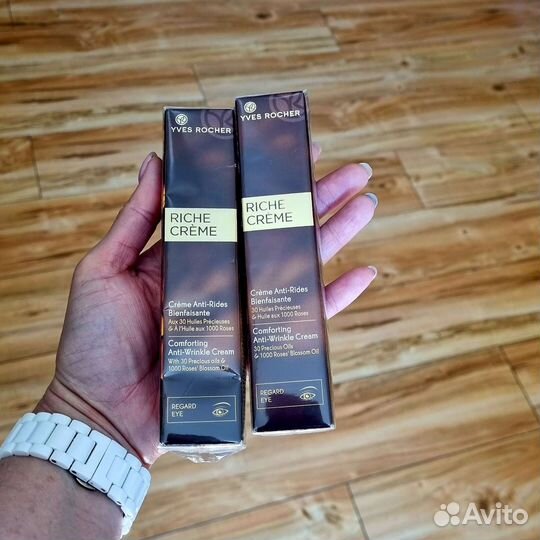 YVES ROCHER
RICHE
CRÈME
Crème Anti-Rides
Bienfaisante
Aux 30 Huiles Précieuses
& A l'Huile aux 1000 Roses
Comforting
Anti-Wrinkle Cream
With 30 Precious oils &
1000 Roses' Blossom Oil
REGARD
EYE
YVES ROCHER
RICHE
CRÈME
Crème Anti-Rides
Bienfaisante
30 Huiles Précieuses
& Huile aux 1000 Roses
Comforting
Anti-Wrinkle Cream
30 Precious Oils
& 1000 Roses' Blossom Oil
REGARD
EYE
Avito